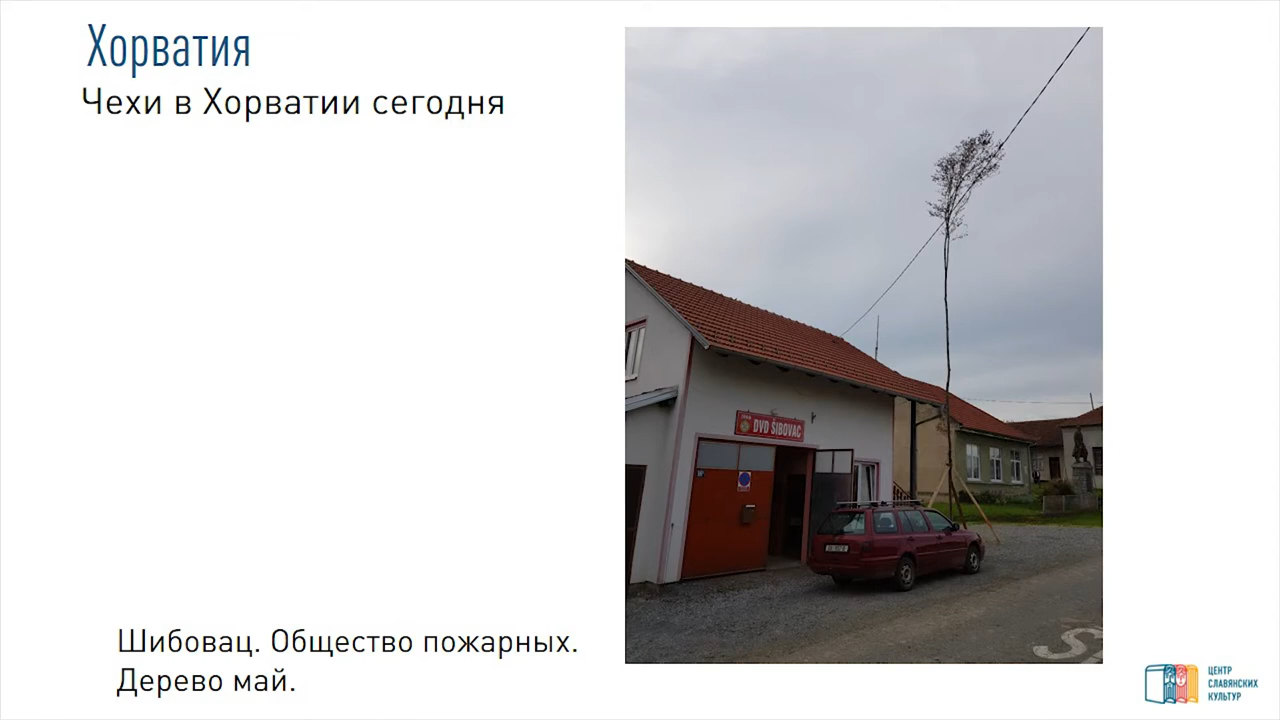 Хорватия
Чехи в Хорватии сегодня
DVD ŠIBOVAC
Шибовац. Общество пожарных.
Дерево май.
ЦЕНТР
СЛАВЯНСКИХ
КУЛЬТУР